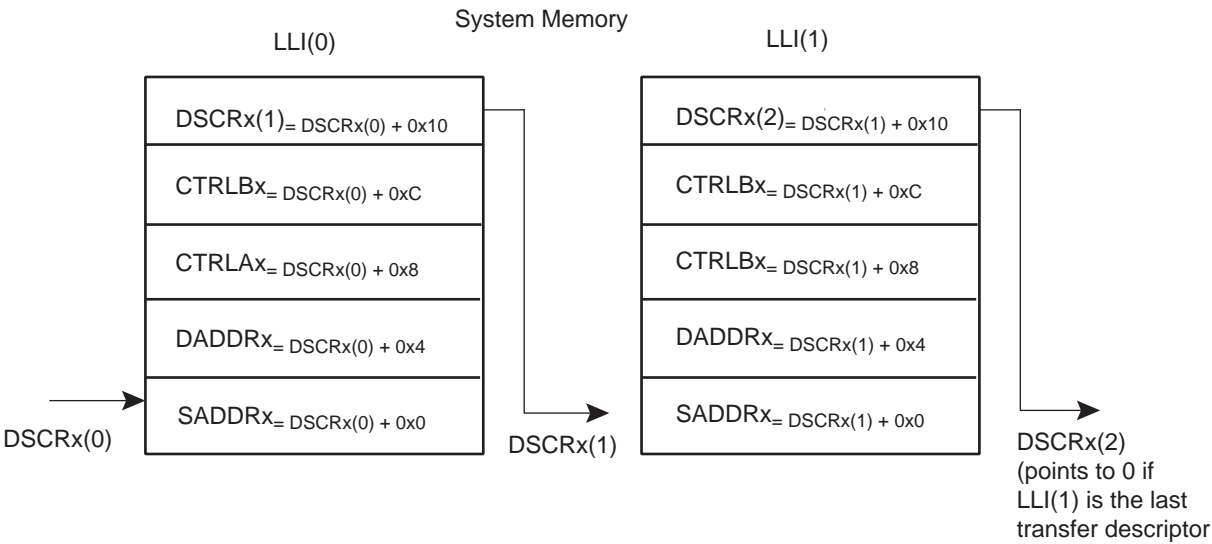 System Memory
LLI(0)
LLI(1)
DSCRx(1)= DSCRx(0) + 0x10
CTRLBx= DSCRx(0) + 0xC
CTRLAx= DSCRx(0) + 0x8
DADDRx= DSCRx(0) + 0x4
SADDRx= DSCRx(0) + 0x0
DSCRx(0)
DSCRx(1)
DSCRx(2)= DSCRx(1) + 0x10
CTRLBx= DSCRx(1) + 0xC
CTRLBx= DSCRx(1) + 0x8
DADDRx= DSCRx(1) + 0x4
SADDRx= DSCRx(1) + 0x0
DSCRx(2)
(points to 0 if
LLI(1) is the last
transfer descriptor